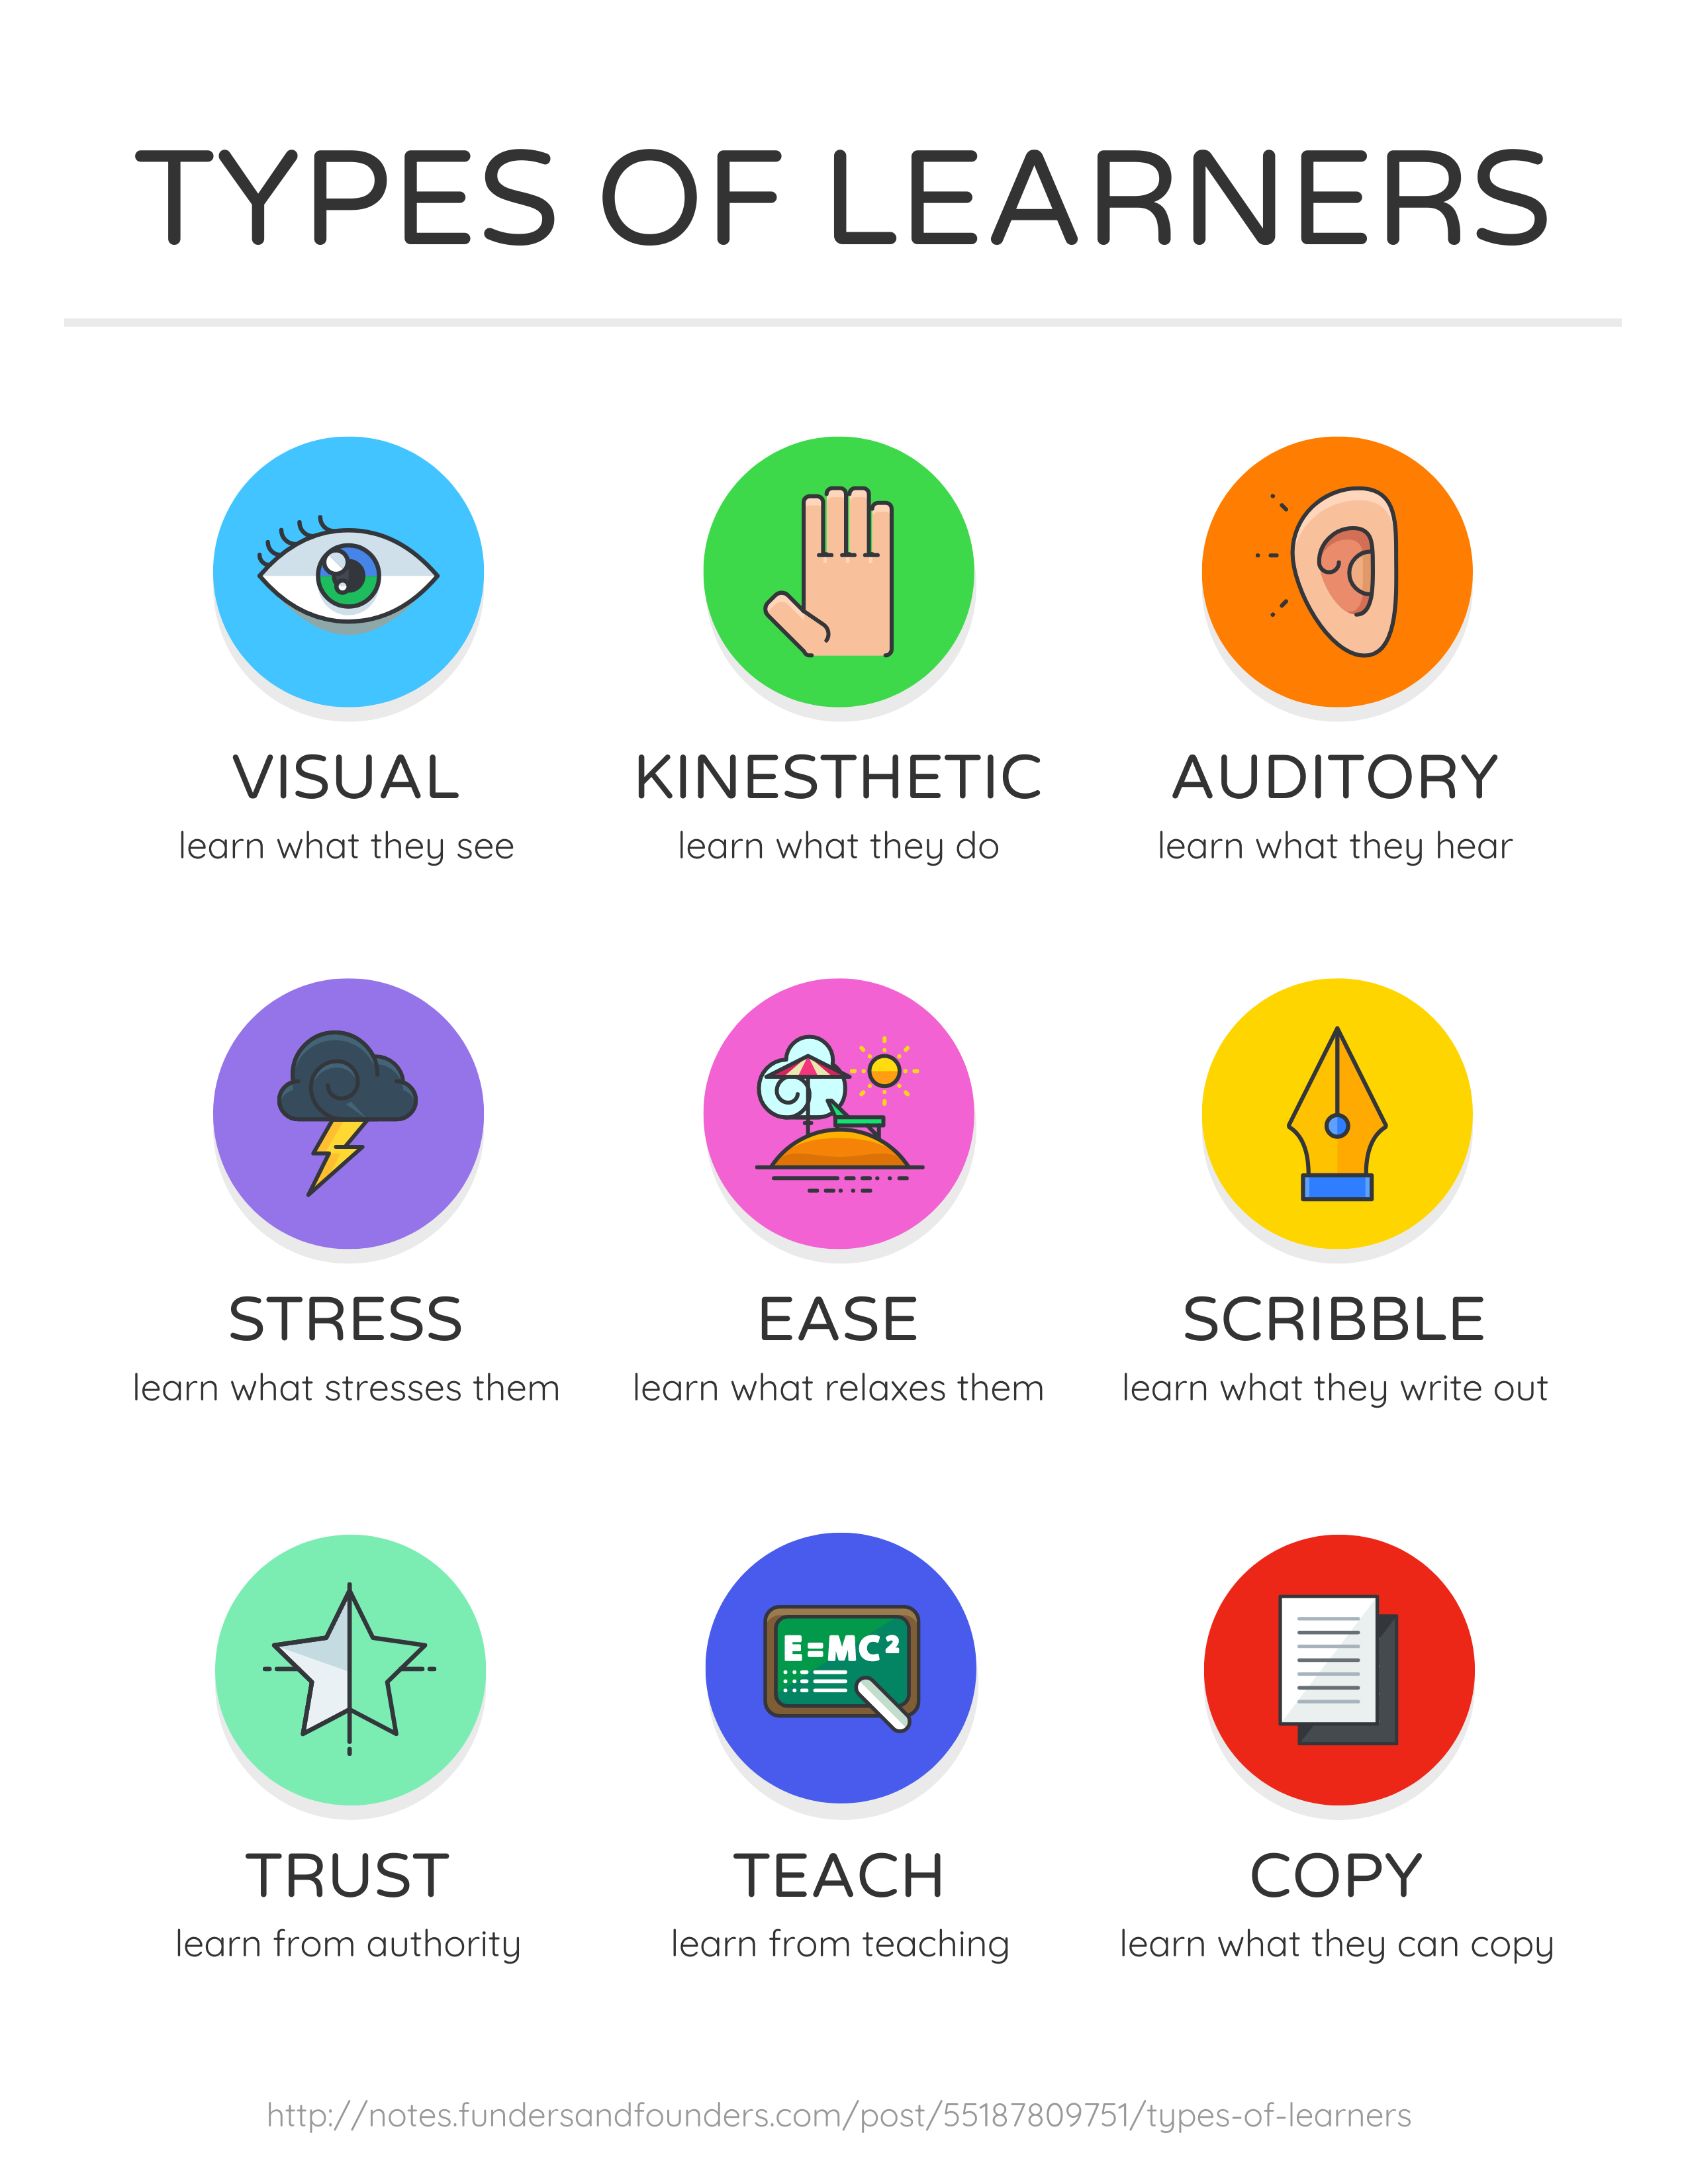 TYPES OF LEARNERS
VISUAL
learn what they see
KINESTHETIC
learn what they do
AUDITORY
learn what they hear
STRESS
learn what stresses them
EASE
learn what relaxes them
SCRIBBLE
learn what they write out
TRUST
learn from authority
E=MC²
TEACH
learn from teaching
COPY
learn what they can copy
http://notes.fundersandfounders.com/post/55187809751/types-of-learners